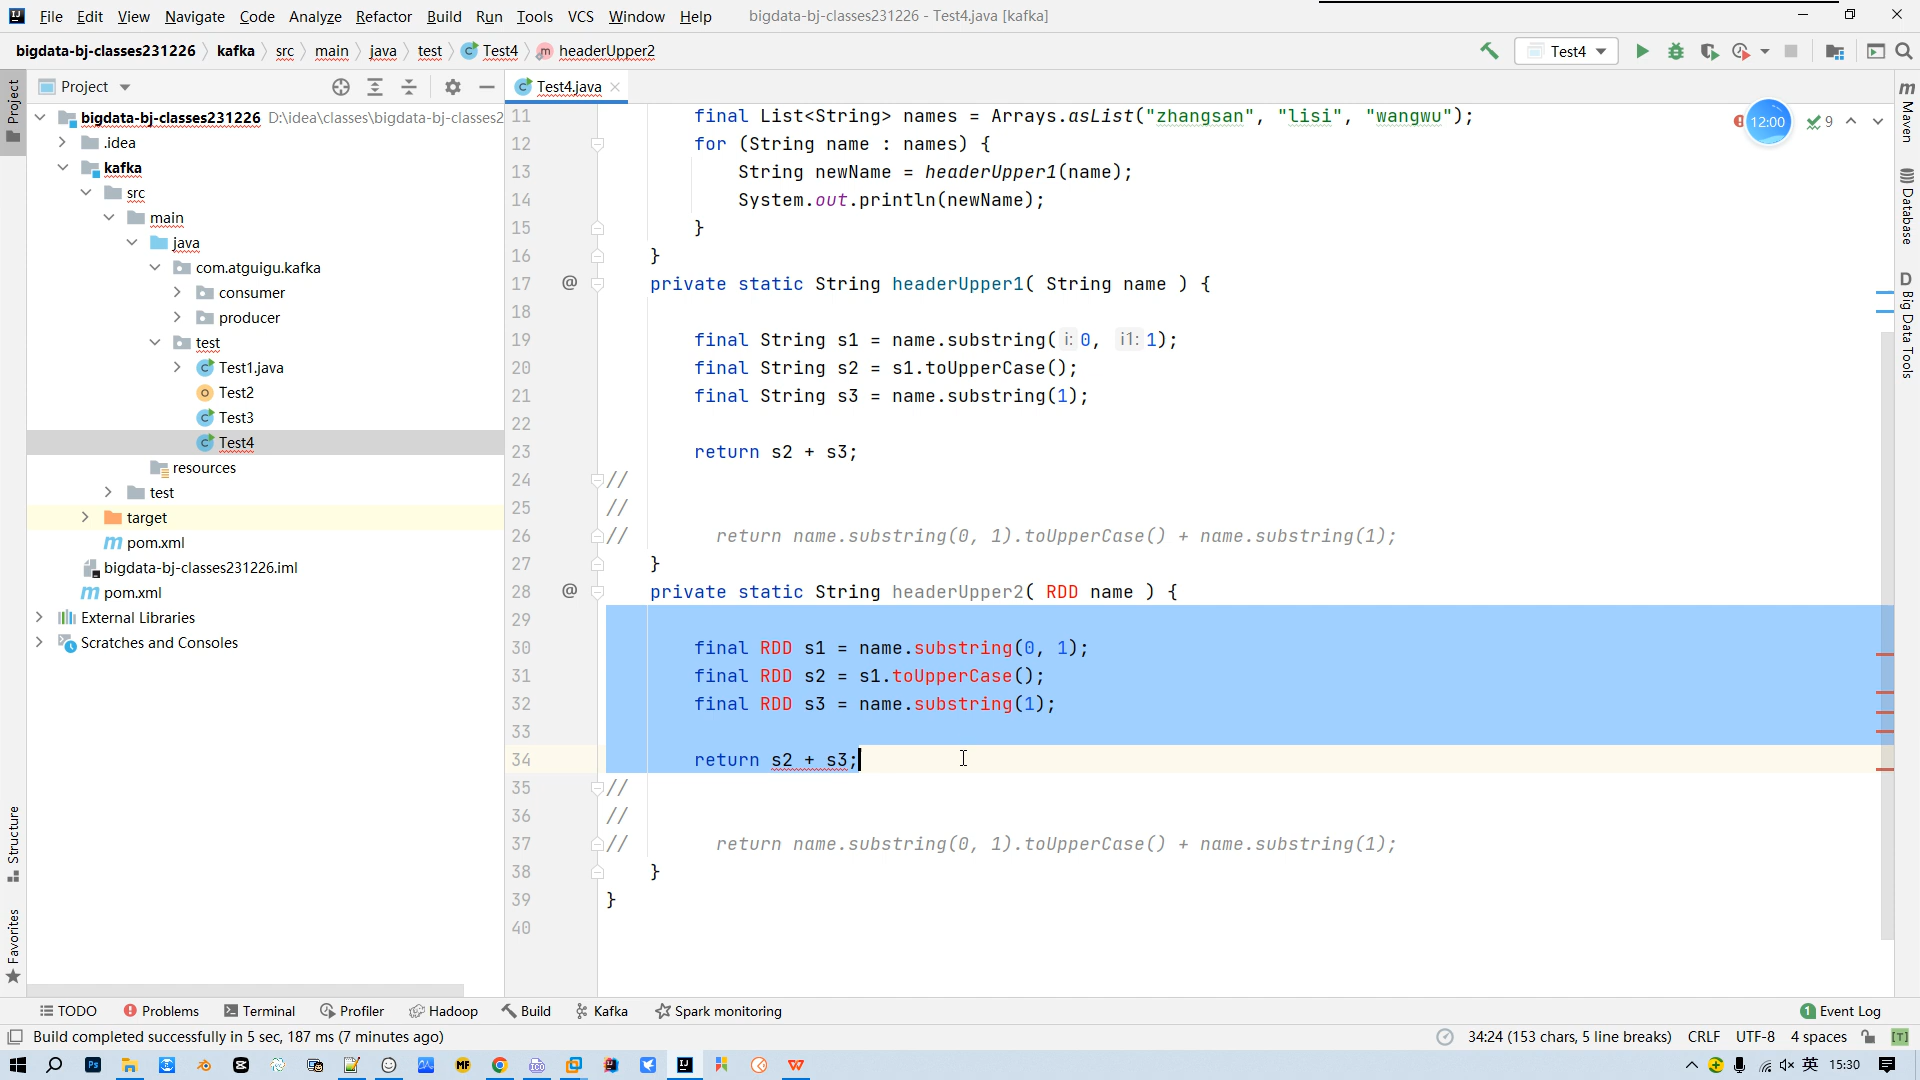 File Edit View Navigate Code Analyze Refactor Build Run Tools VCS Window Help bigdata-bj-classes231226 - Test4.java [kafka]
bigdata-bj-classes231226 kafka src main java test Test4 headerUpper2
Test4
Project
Test4.java
Project
Structure
Favorites
bigdata-bj-classes231226 D:\idea\classes\bigdata-bj-classes2
.idea
kafka
src
main
java
com.atguigu.kafka
consumer
producer
test
Test1.java
Test2
Test3
Test4
resources
test
target
pom.xml
bigdata-bj-classes231226.iml
pom.xml
External Libraries
Scratches and Consoles
11 final List<String> names = Arrays.asList("zhangsan", "lisi", "wangwu");
12 for (String name : names) {
13 String newName = headerUpper1(name);
14 System.out.println(newName);
15 }
16 }
17 @ private static String headerUpper1( String name ) {
18
19 final String s1 = name.substring( i: 0, i1: 1);
20 final String s2 = s1.toUpperCase();
21 final String s3 = name.substring(1);
22
23 return s2 + s3;
24 //
25 //
26 // return name.substring(0, 1).toUpperCase() + name.substring(1);
27 }
28 @ private static String headerUpper2( RDD name ) {
29
30 final RDD s1 = name.substring(0, 1);
31 final RDD s2 = s1.toUpperCase();
32 final RDD s3 = name.substring(1);
33
34 return s2 + s3;
35 //
36 //
37 // return name.substring(0, 1).toUpperCase() + name.substring(1);
38 }
39 }
40
12:00
9
Maven
Database
Big Data Tools
TODO Problems Terminal Profiler Hadoop Build Kafka Spark monitoring 1 Event Log
Build completed successfully in 5 sec, 187 ms (7 minutes ago) 34:24 (153 chars, 5 line breaks) CRLF UTF-8 4 spaces
英 15:30